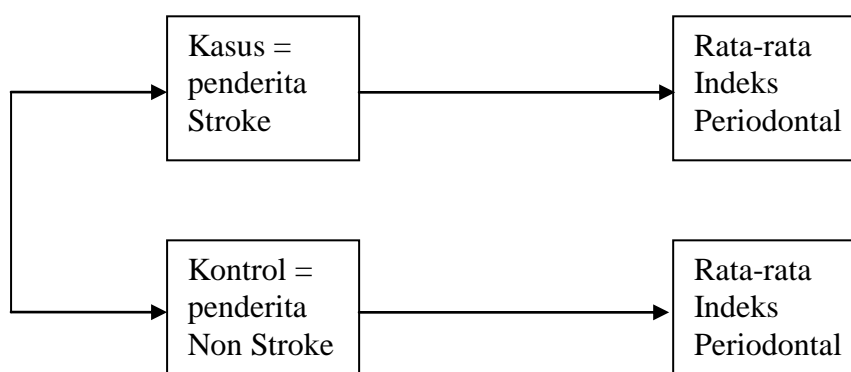 Kasus =
penderita
Stroke
Rata-rata
Indeks
Periodontal
Kontrol =
penderita
Non Stroke
Rata-rata
Indeks
Periodontal